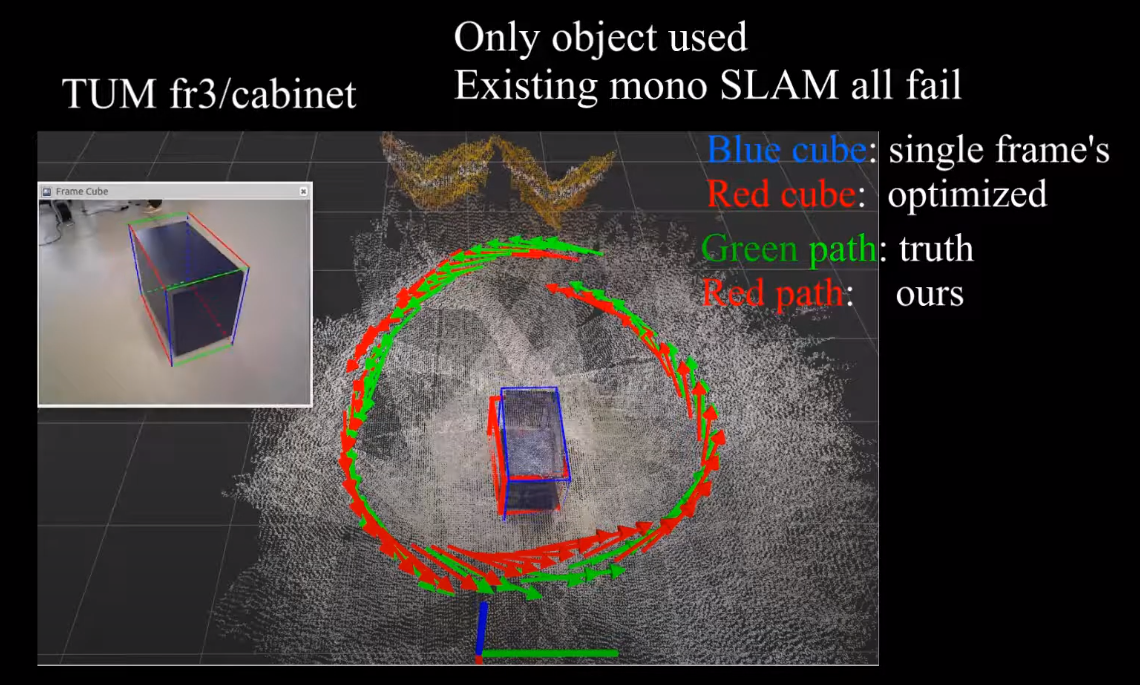 Only object used
TUM fr3/cabinet
Existing mono SLAM all fail
Blue cube: single frame's
Red cube: optimized
Green path: truth
Red path: ours
Frame Cube